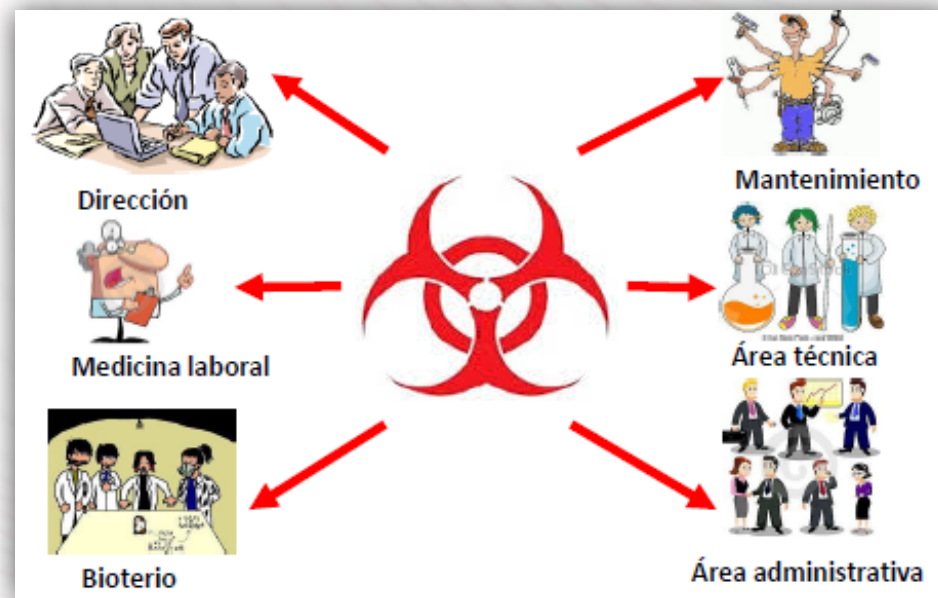 Dirección
Mantenimiento
Medicina laboral
Área técnica
Bioterio
Área administrativa